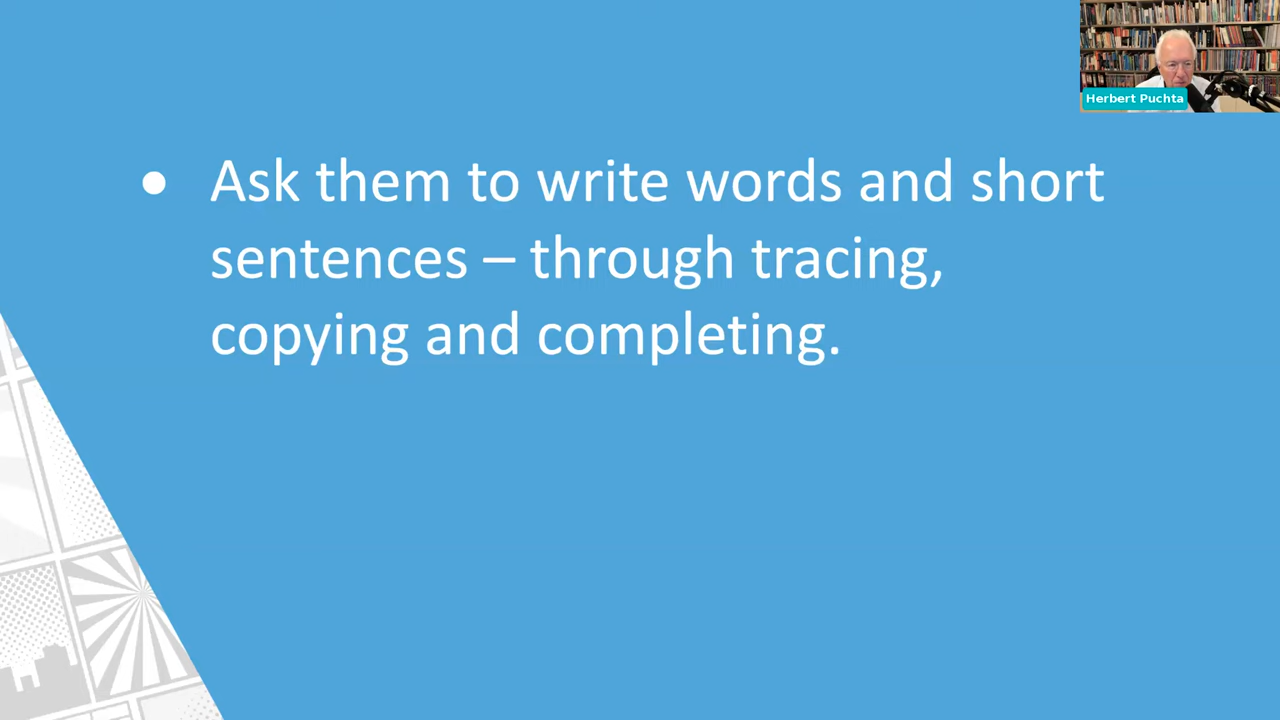 Herbert Puchta
● Ask them to write words and short
sentences – through tracing,
copying and completing.